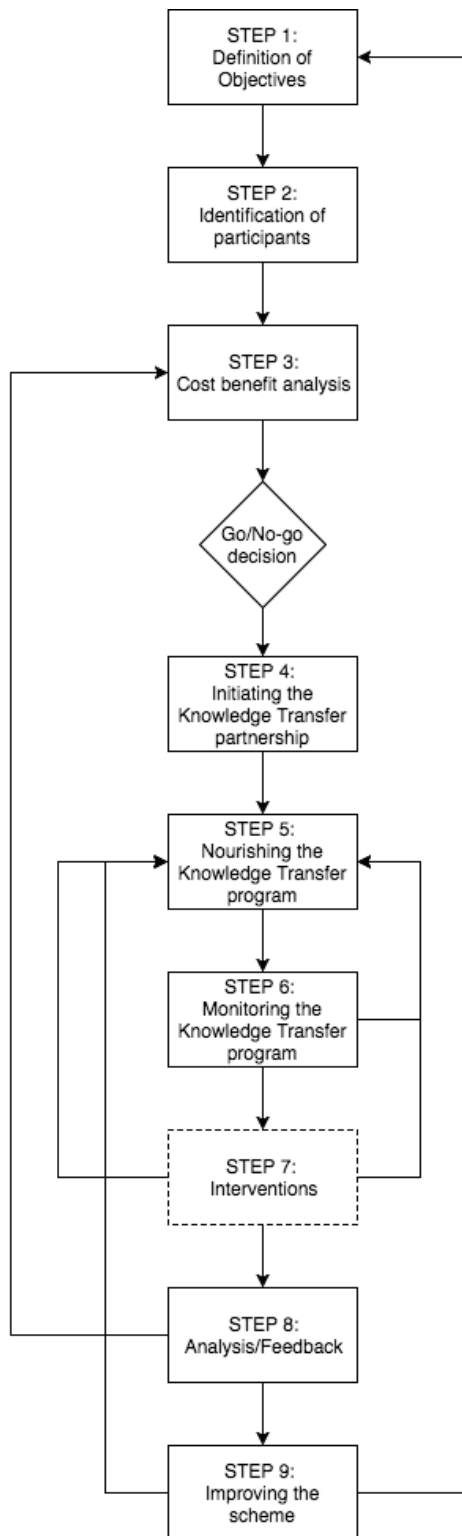 STEP 1:
Definition of
Objectives
STEP 2:
Identification of
participants
STEP 3:
Cost benefit analysis
Go/No-go
decision
STEP 4:
Initiating the
Knowledge Transfer
partnership
STEP 5:
Nourishing the
Knowledge Transfer
program
STEP 6:
Monitoring the
Knowledge Transfer
program
STEP 7:
Interventions
STEP 8:
Analysis/Feedback
STEP 9:
Improving the
scheme